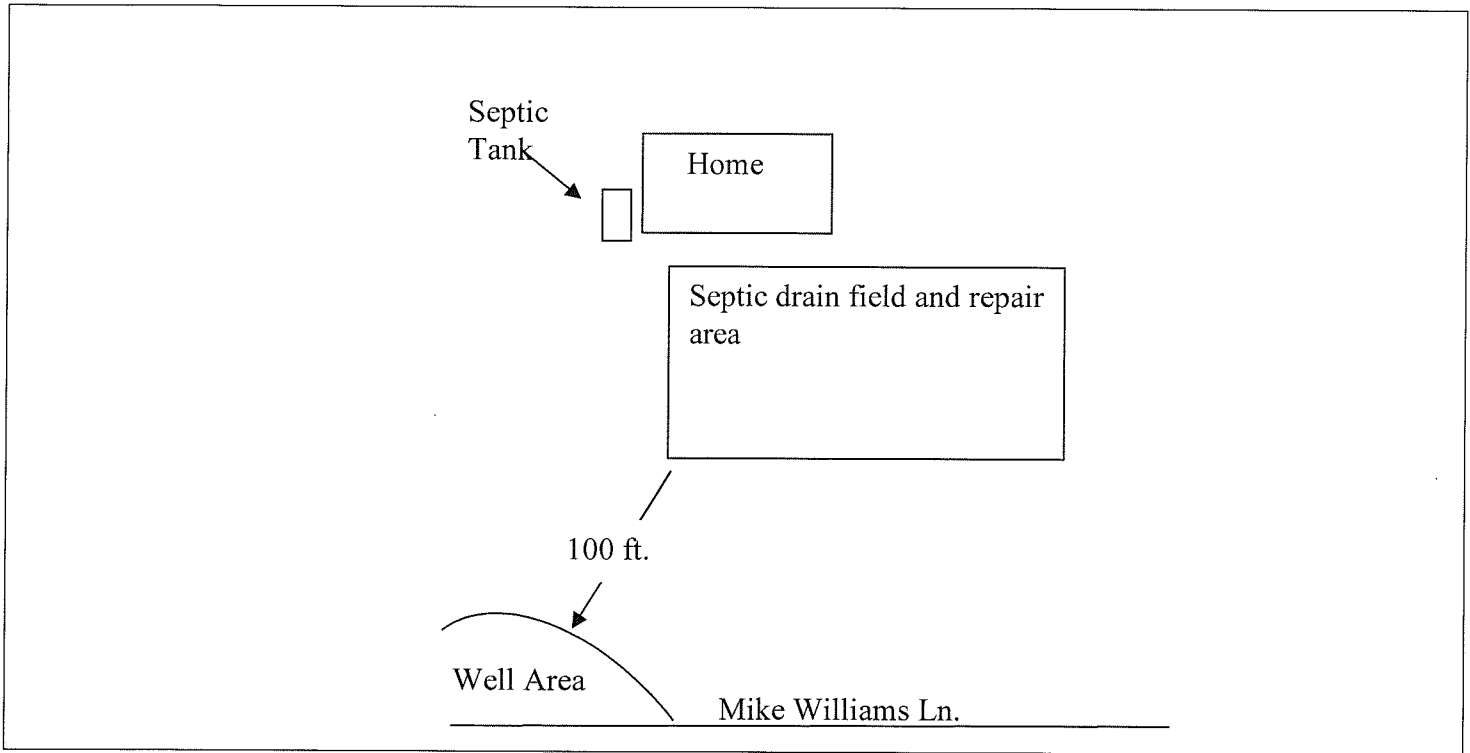 Septic
Tank
Home
Septic drain field and repair
area
100 ft.
Well Area
Mike Williams Ln.